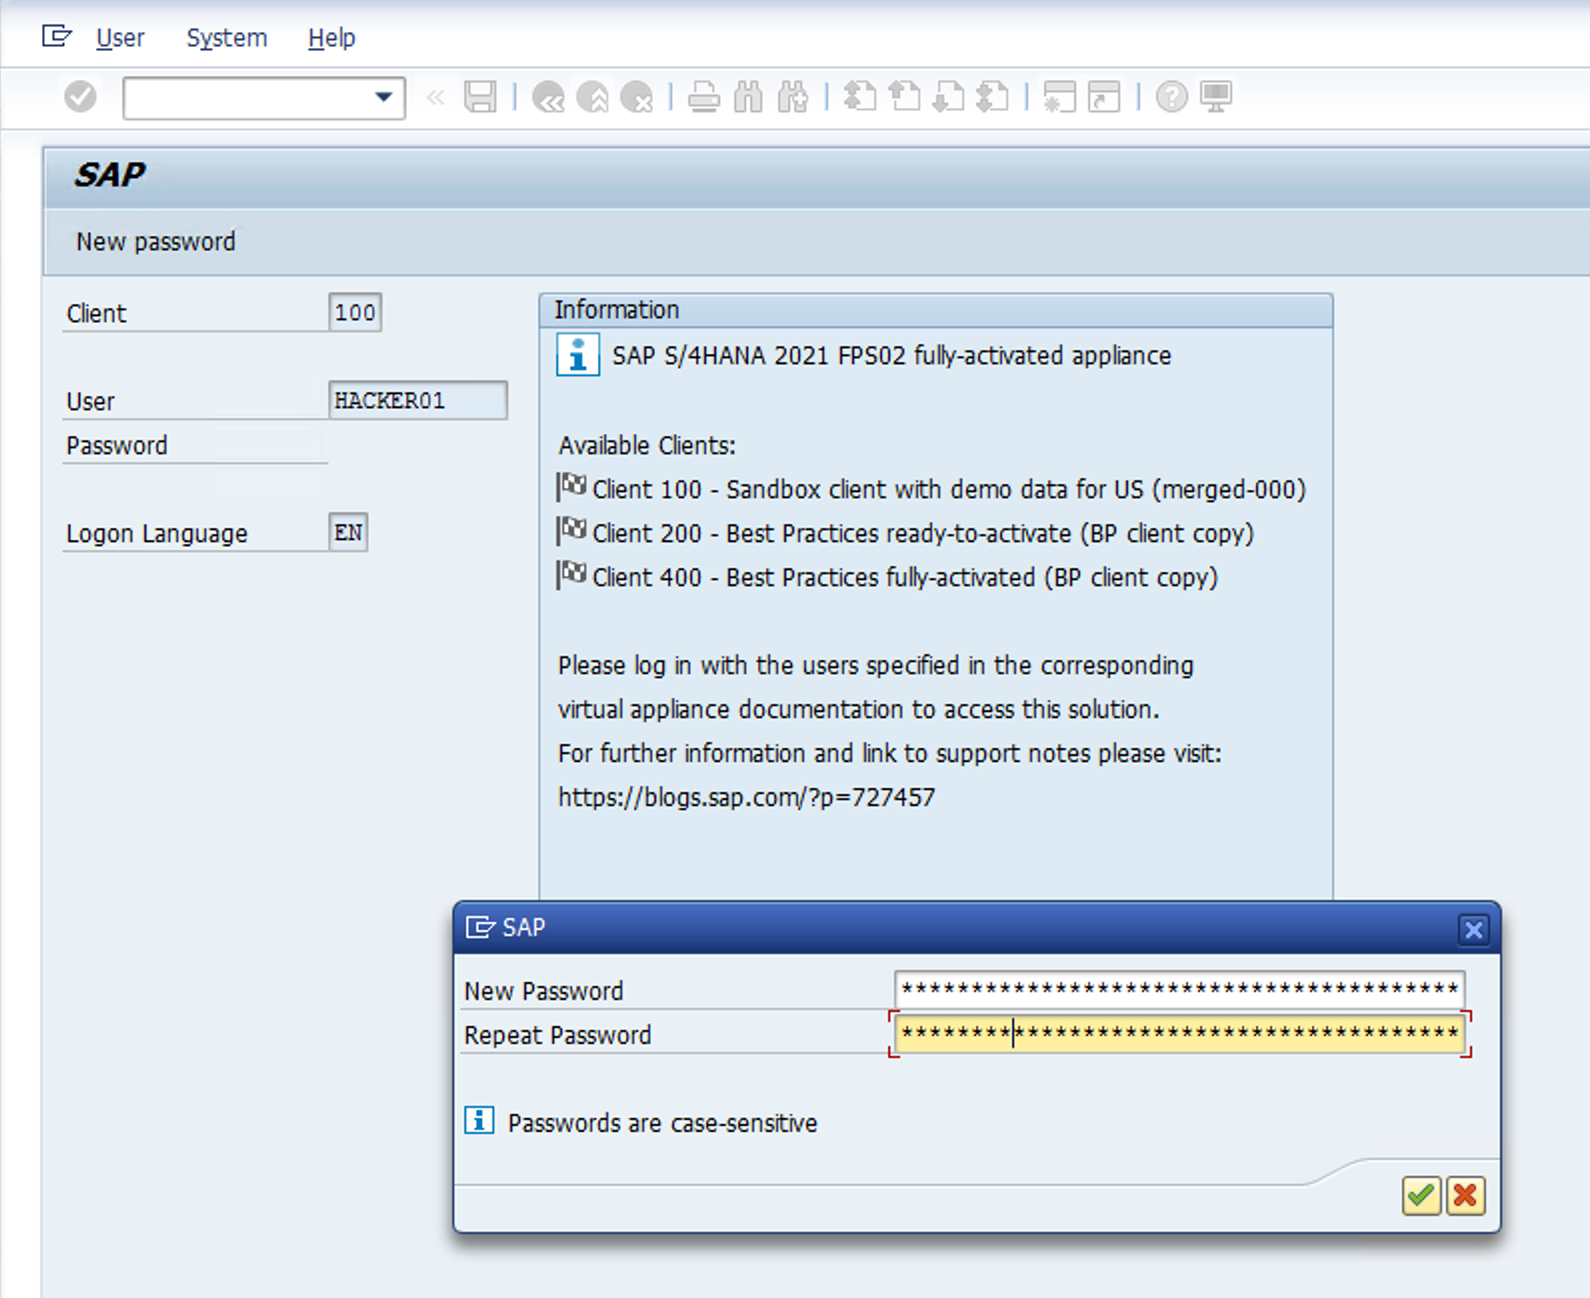 User System Help
SAP
New password
Client 100
User HACKER01
Password
Logon Language EN
Information
SAP S/4HANA 2021 FPS02 fully-activated appliance
Available Clients:
Client 100 - Sandbox client with demo data for US (merged-000)
Client 200 - Best Practices ready-to-activate (BP client copy)
Client 400 - Best Practices fully-activated (BP client copy)
Please log in with the users specified in the corresponding
virtual appliance documentation to access this solution.
For further information and link to support notes please visit:
https://blogs.sap.com/?p=727457
SAP
New Password ****************************************
Repeat Password ****************************************
Passwords are case-sensitive